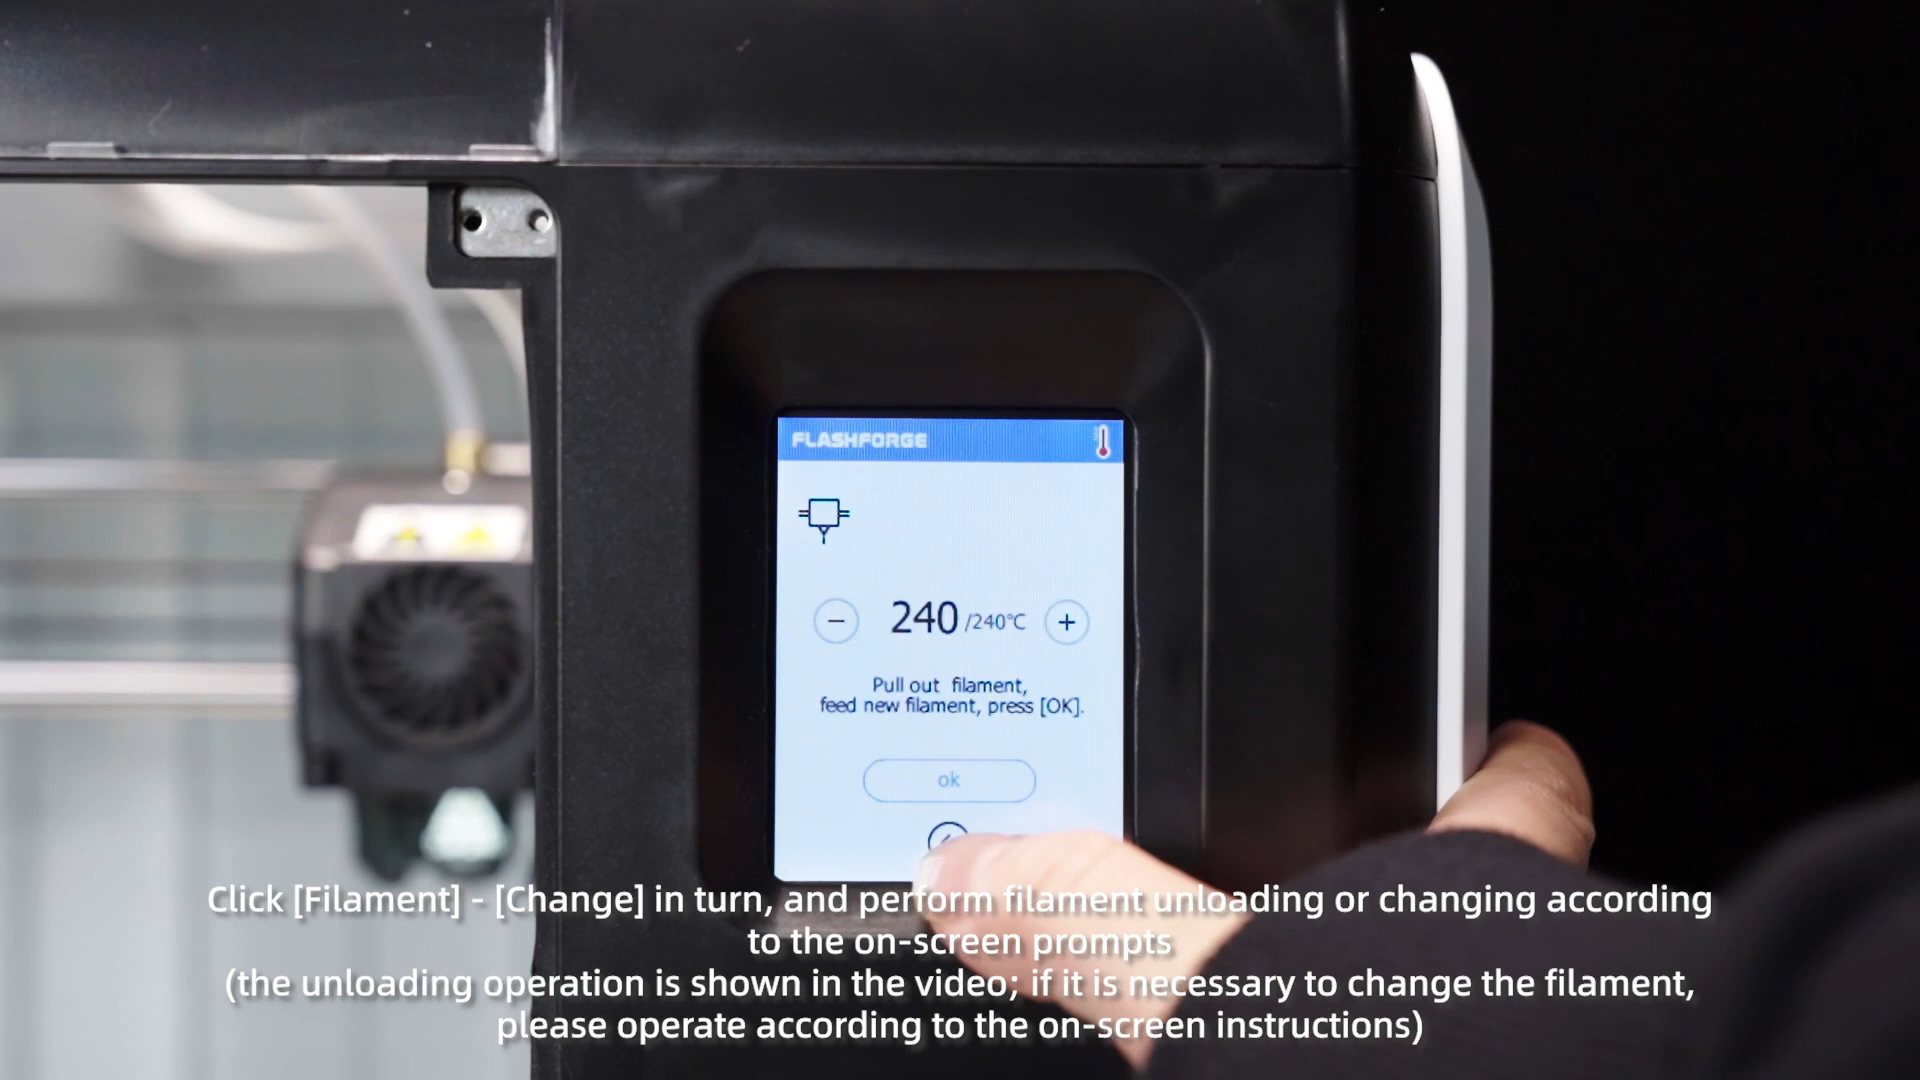 FLASHFORGE
240 /240°C
Pull out filament,
feed new filament, press [OK].
ok
Click [Filament] - [Change] in turn, and perform filament unloading or changing according
to the on-screen prompts
(the unloading operation is shown in the video; if it is necessary to change the filament,
please operate according to the on-screen instructions)